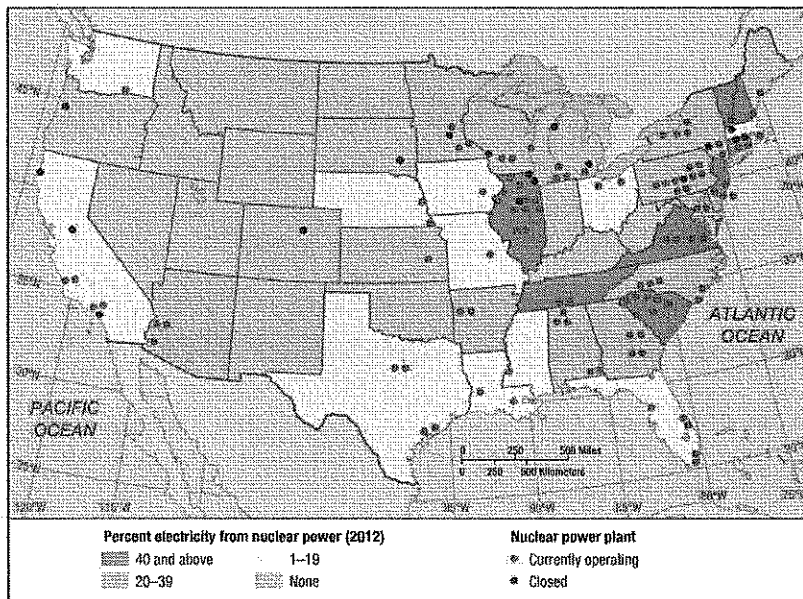 ATLANTIC
OCEAN
PACIFIC
OCEAN
0 250 500 Miles
0 250 500 Kilometers
Percent electricity from nuclear power (2012)
40 and above
1–19
20–39
None
Nuclear power plant
Currently operating
Closed